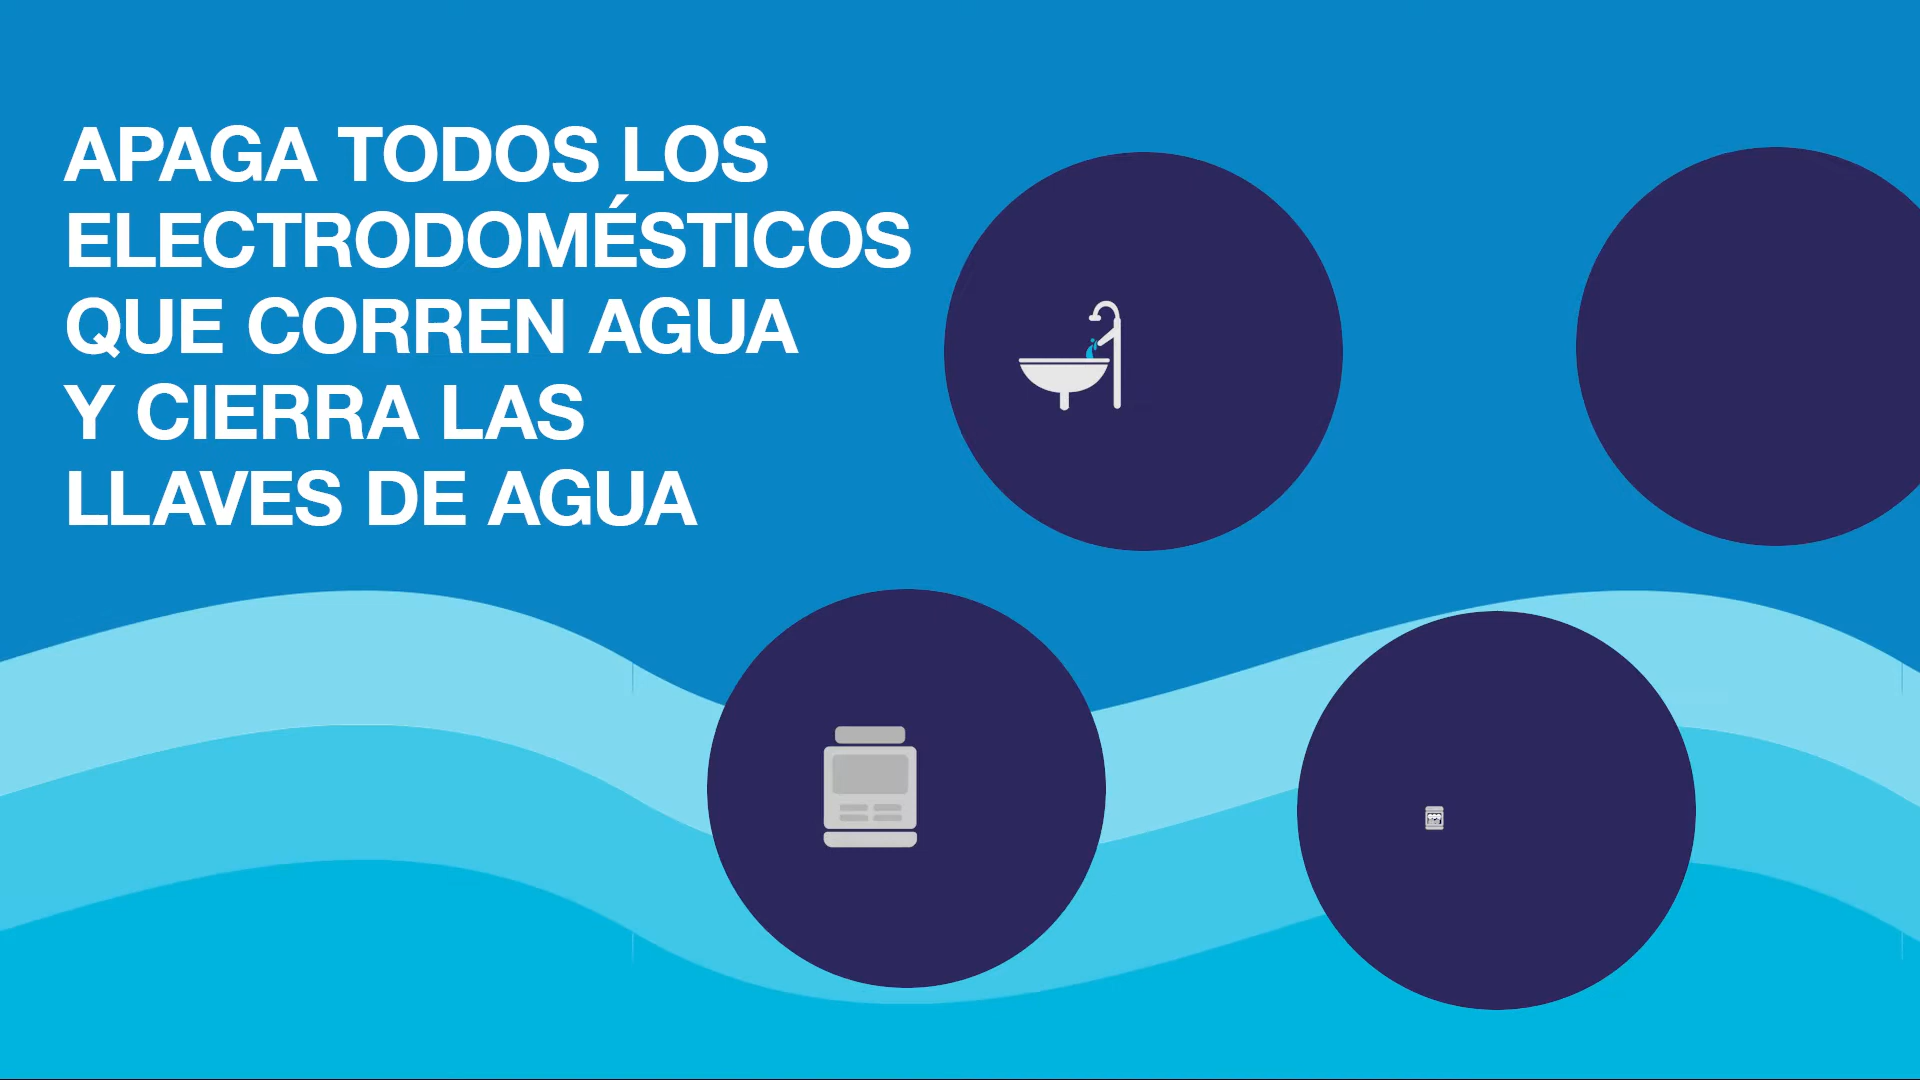 APAGA TODOS LOS
ELECTRODOMÉSTICOS
QUE CORREN AGUA
Y CIERRA LAS
LLAVES DE AGUA